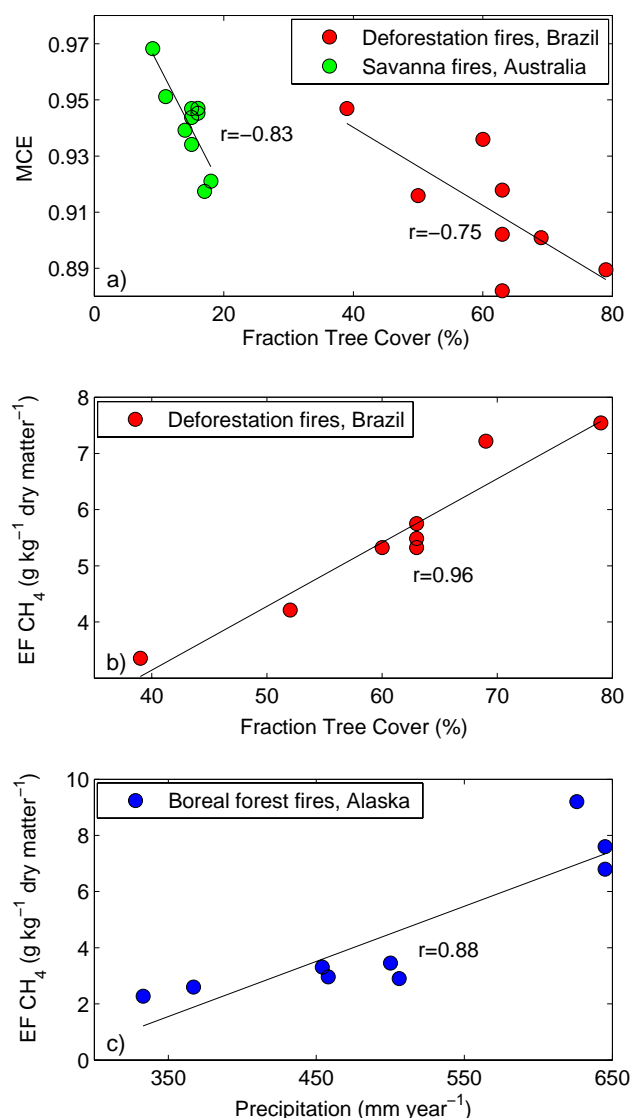 0.97
0.95
0.93
0.91
0.89
MCE
Deforestation fires, Brazil
Savanna fires, Australia
r=−0.83
r=−0.75
a)
0 20 40 60 80
Fraction Tree Cover (%)
8
6
4
EF CH₄ (g kg⁻¹ dry matter⁻¹)
Deforestation fires, Brazil
r=0.96
b)
40 50 60 70 80
Fraction Tree Cover (%)
10
8
6
4
2
0
EF CH₄ (g kg⁻¹ dry matter⁻¹)
Boreal forest fires, Alaska
r=0.88
c)
350 450 550 650
Precipitation (mm year⁻¹)